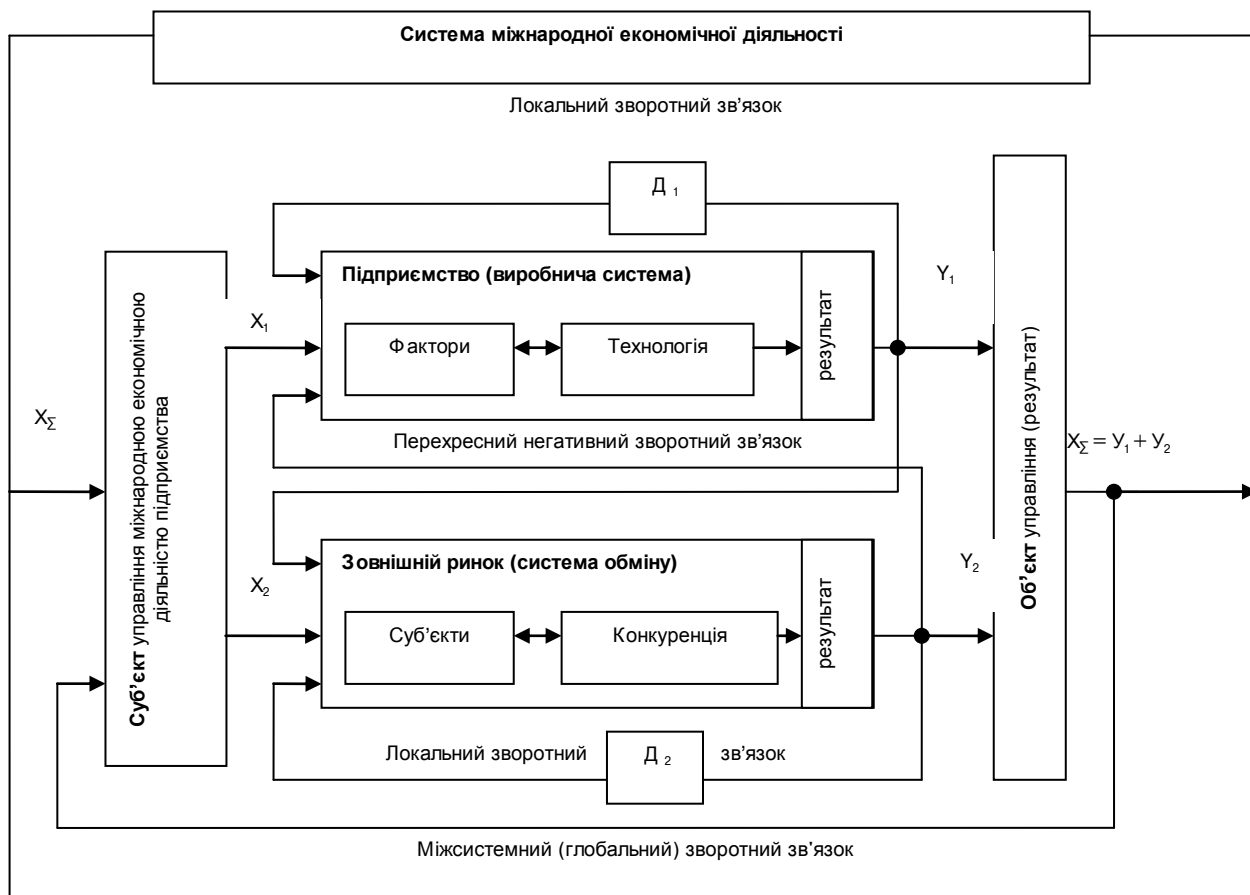 Система міжнародної економічної діяльності
Локальний зворотний зв’язок
Д 1
Підприємство (виробнича система)
Y1
X1
Фактори
Технологія
результат
XΣ
Суб’єкт управління міжнародною економічною
діяльністю підприємства
Перехресний негативний зворотний зв’язок
Об’єкт управління (результат)
XΣ = У1 + У2
Зовнішній ринок (система обміну)
Y2
X2
Суб’єкти
Конкуренція
результат
Локальний зворотний
Д 2
зв’язок
Міжсистемний (глобальний) зворотний зв’язок